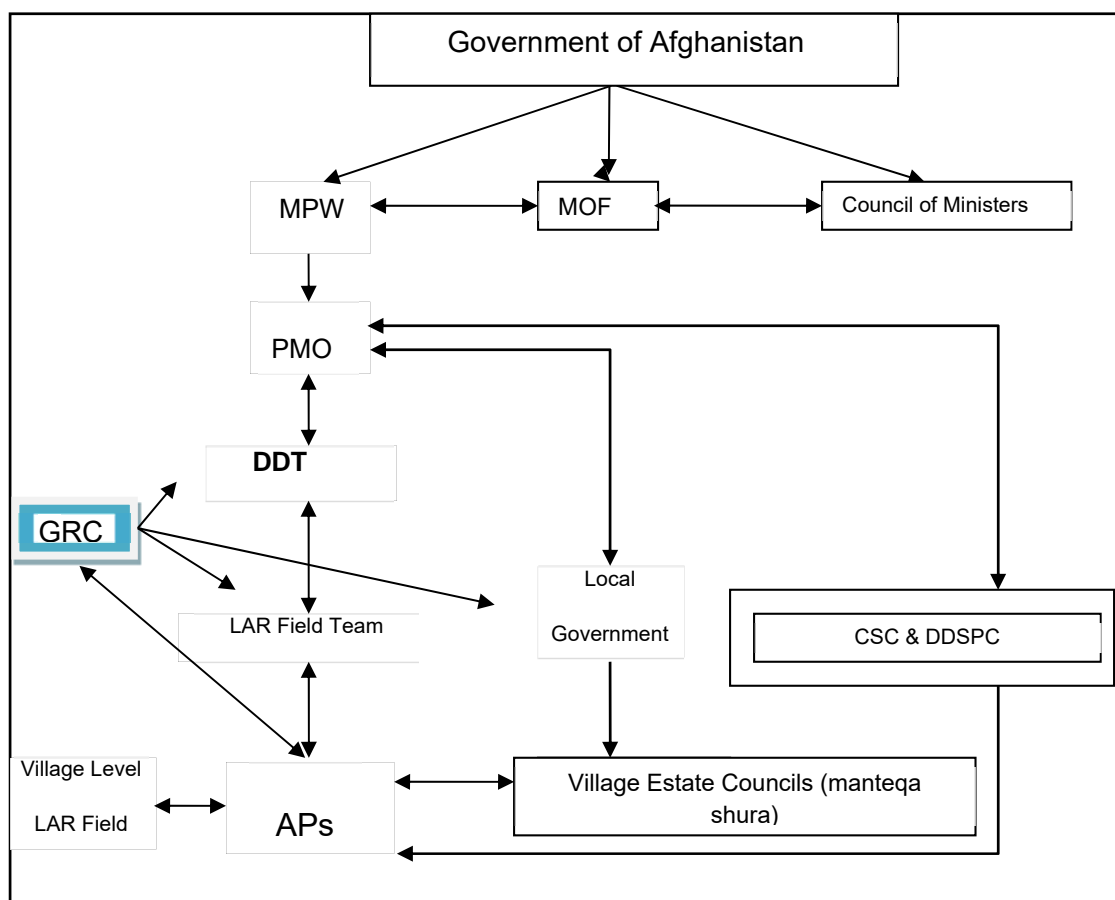 Government of Afghanistan
MPW
MOF
Council of Ministers
PMO
DDT
GRC
Local
Government
LAR Field Team
CSC & DDSPC
Village Level
LAR Field
APs
Village Estate Councils (manteqa
shura)